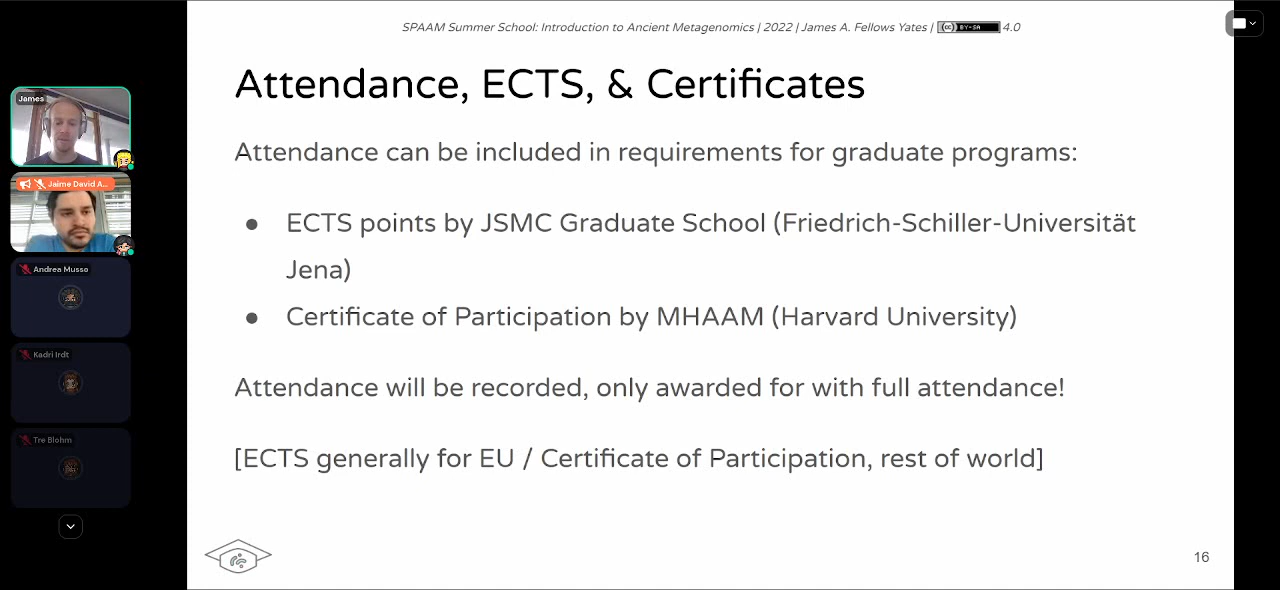 SPAAM Summer School: Introduction to Ancient Metagenomics | 2022 | James A. Fellows Yates | CC BY-SA 4.0
Attendance, ECTS, & Certificates
Attendance can be included in requirements for graduate programs:
● ECTS points by JSMC Graduate School (Friedrich-Schiller-Universität
Jena)
● Certificate of Participation by MHAAM (Harvard University)
Attendance will be recorded, only awarded for with full attendance!
[ECTS generally for EU / Certificate of Participation, rest of world]
16
James
Jaime David A...
Andrea Musso
Kadri Irdt
Tre Blohm